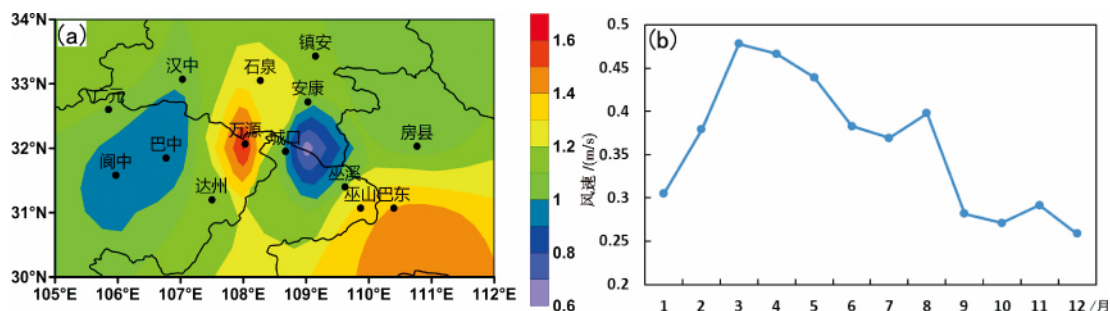 34°N
33°N
32°N
31°N
30°N
(a)
镇安
汉中
石泉
安康
元
万源
城口
房县
巴中
阆中
达州
巫溪
巫山巴东
105°E 106°E 107°E 108°E 109°E 110°E 111°E 112°E
1.6
1.4
1.2
1
0.8
0.6
(b)
风速/(m/s)
0.5
0.45
0.4
0.35
0.3
0.25
0.2
1 2 3 4 5 6 7 8 9 10 11 12/月